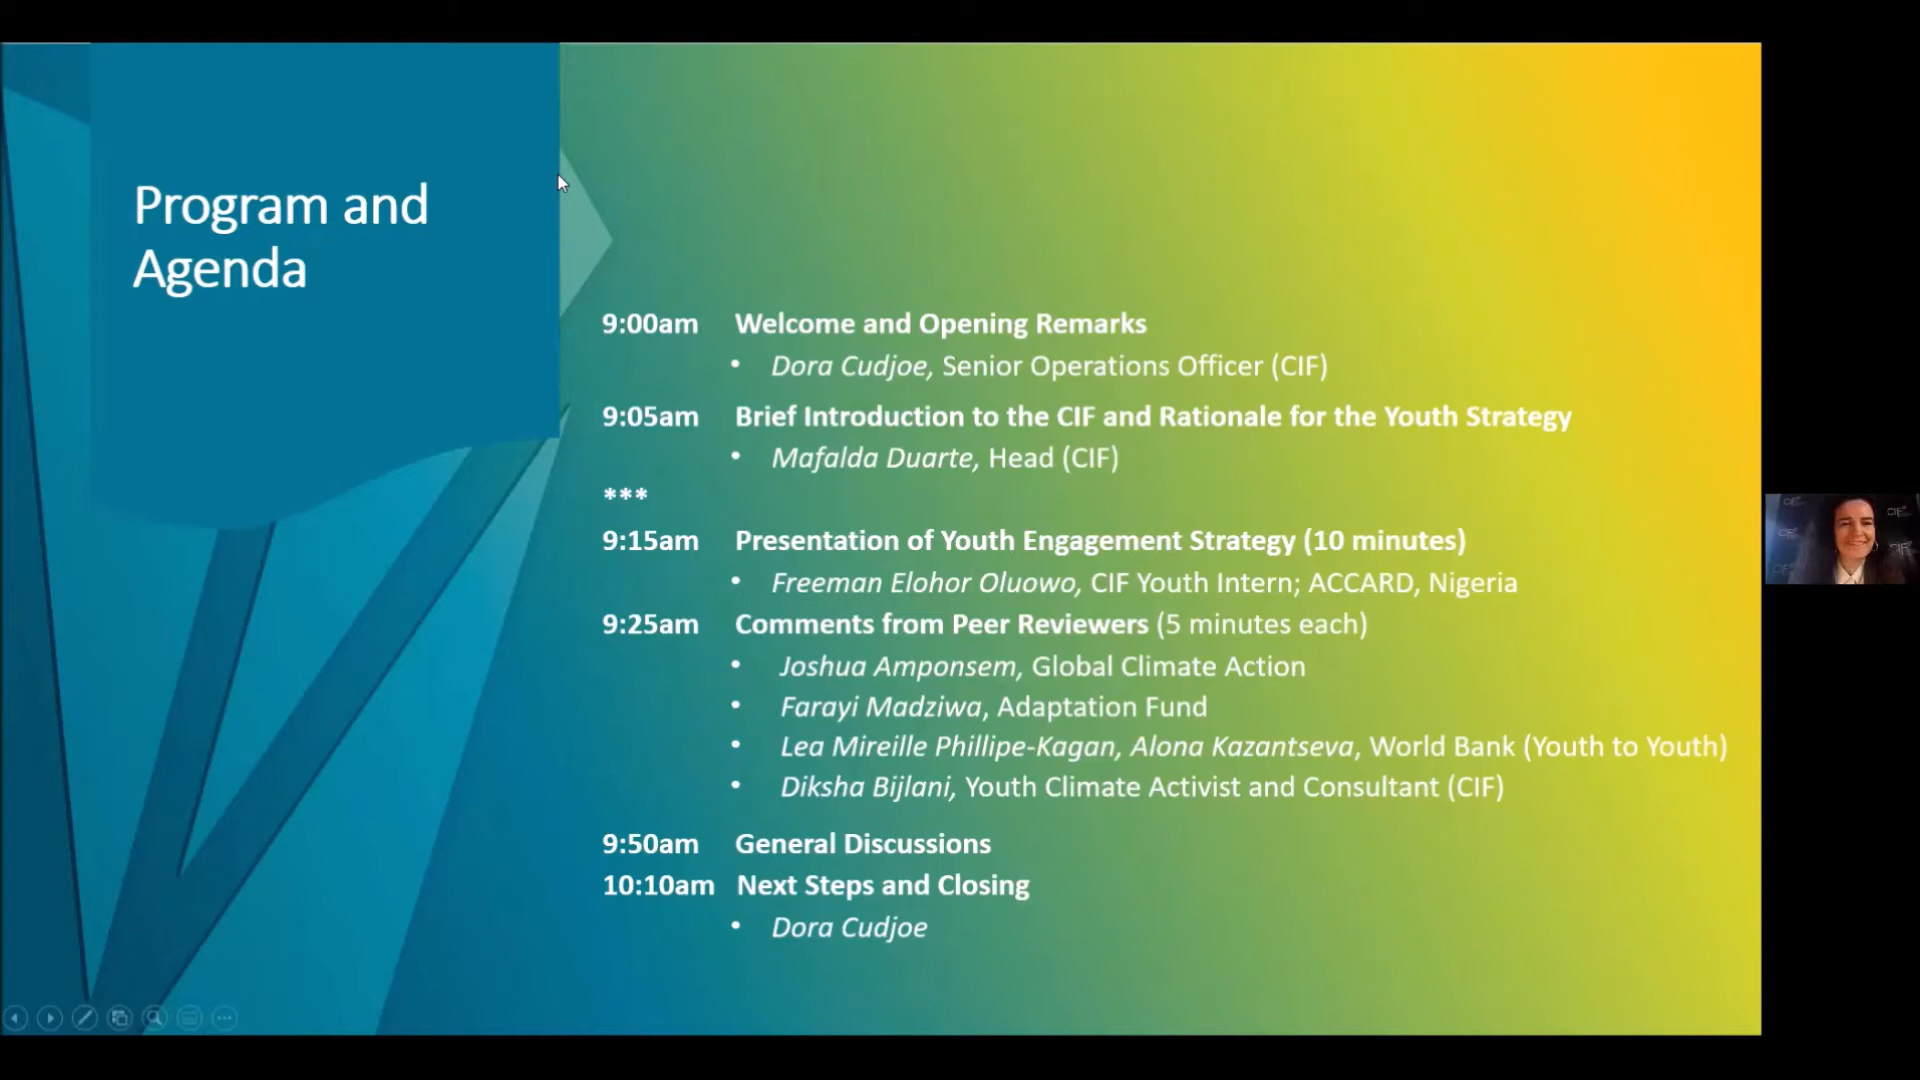 Program and
Agenda
9:00am Welcome and Opening Remarks
• Dora Cudjoe, Senior Operations Officer (CIF)
9:05am Brief Introduction to the CIF and Rationale for the Youth Strategy
• Mafalda Duarte, Head (CIF)
***
9:15am Presentation of Youth Engagement Strategy (10 minutes)
• Freeman Elohor Oluowo, CIF Youth Intern; ACCARD, Nigeria
9:25am Comments from Peer Reviewers (5 minutes each)
• Joshua Amponsem, Global Climate Action
• Farayi Madziwa, Adaptation Fund
• Lea Mireille Phillipe-Kagan, Alona Kazantseva, World Bank (Youth to Youth)
• Diksha Bijlani, Youth Climate Activist and Consultant (CIF)
9:50am General Discussions
10:10am Next Steps and Closing
• Dora Cudjoe
CIF